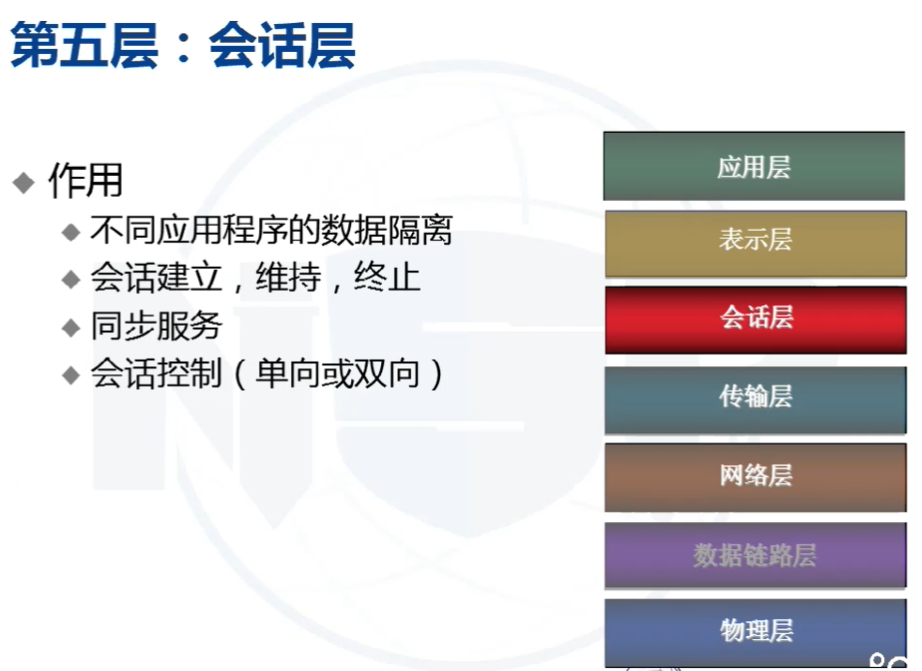 第五层：会话层
作用
不同应用程序的数据隔离
会话建立，维持，终止
同步服务
会话控制（单向或双向）
应用层
表示层
会话层
传输层
网络层
数据链路层
物理层